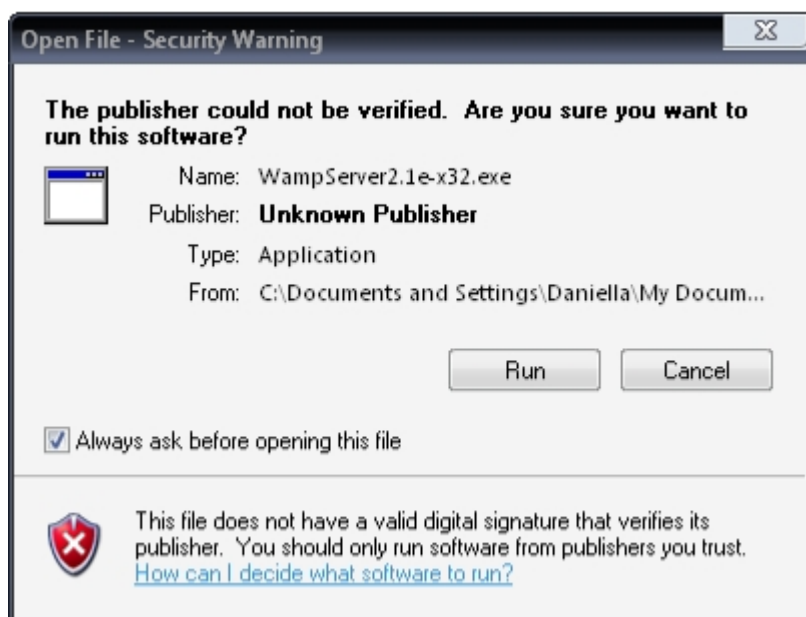 Open File - Security Warning
The publisher could not be verified.  Are you sure you want to
run this software?
Name: WampServer2.1e-x32.exe
Publisher: Unknown Publisher
Type: Application
From: C:\Documents and Settings\Daniella\My Docum...
Run Cancel
Always ask before opening this file
This file does not have a valid digital signature that verifies its
publisher.  You should only run software from publishers you trust.
How can I decide what software to run?